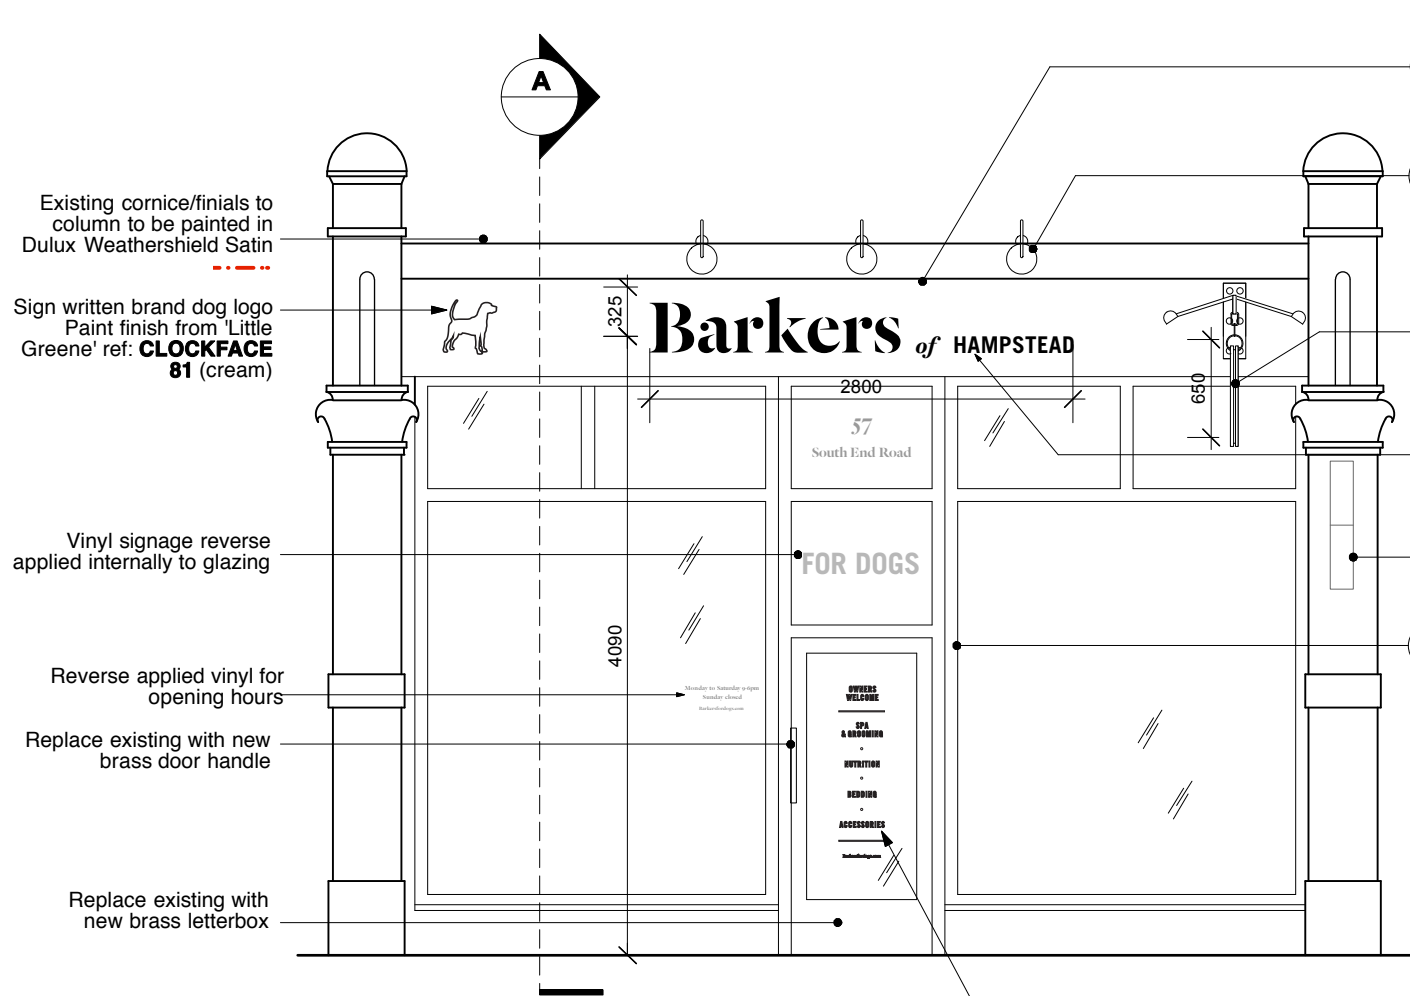 A
Existing cornice/finials to
column to be painted in
Dulux Weathershield Satin
Sign written brand dog logo
Paint finish from 'Little
Greene' ref: CLOCKFACE
81 (cream)
325
Barkers of HAMPSTEAD
2800
650
57
South End Road
Vinyl signage reverse
applied internally to glazing
FOR DOGS
4090
Reverse applied vinyl for
opening hours
Monday to Saturday 9-6pm
Sunday closed
Barkersfordogs.com
Replace existing with new
brass door handle
OWNERS
WELCOME
SPA
& GROOMING
NUTRITION
BEDDING
ACCESSORIES
Barkersfordogs.com
Replace existing with
new brass letterbox